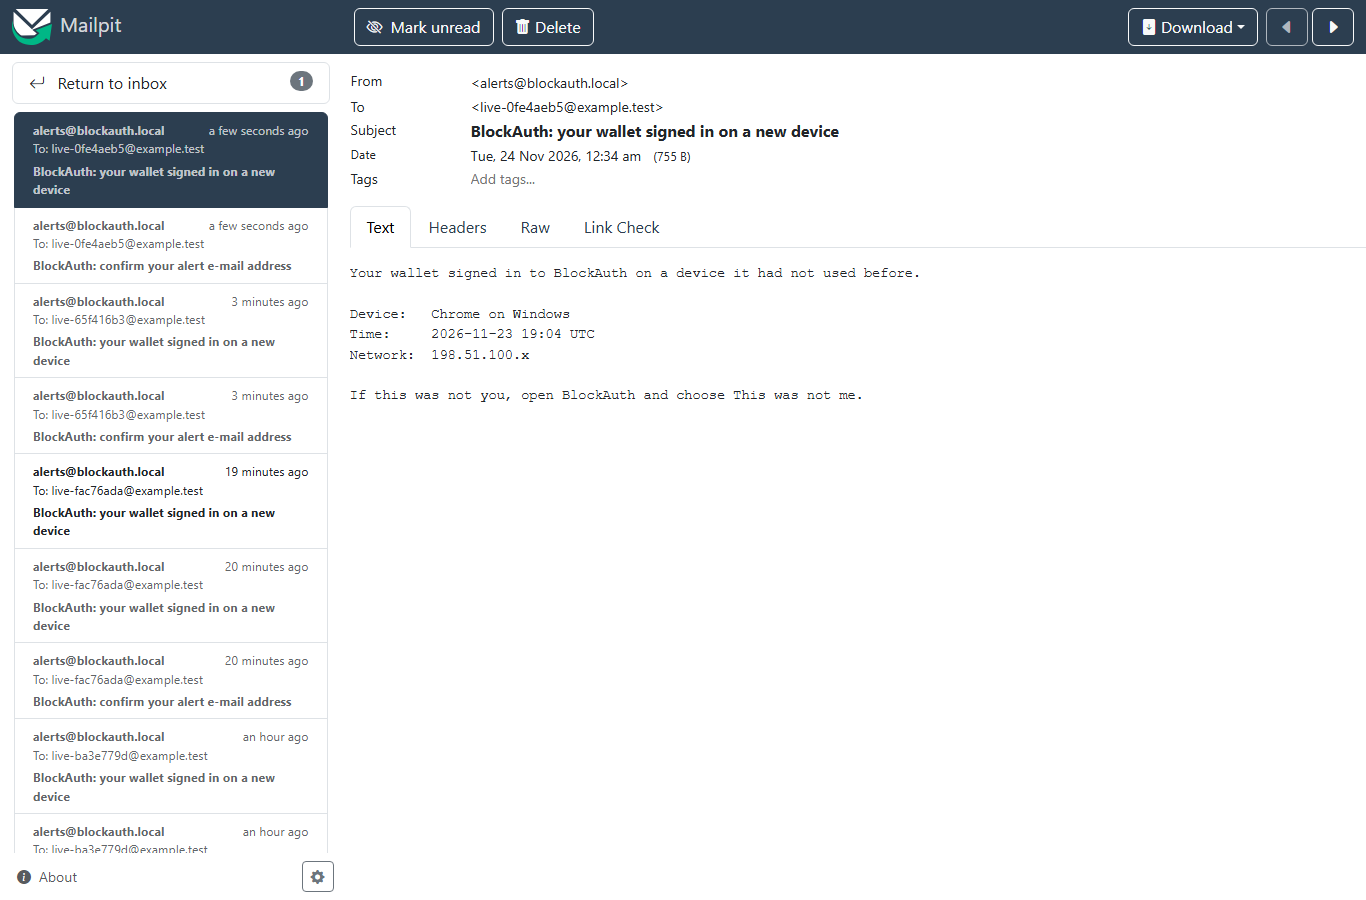 Mailpit
Mark unread
Delete
Download
Return to inbox
1
alerts@blockauth.local a few seconds ago
To: live-0fe4aeb5@example.test
BlockAuth: your wallet signed in on a new
device
alerts@blockauth.local a few seconds ago
To: live-0fe4aeb5@example.test
BlockAuth: confirm your alert e-mail address
alerts@blockauth.local 3 minutes ago
To: live-65f416b3@example.test
BlockAuth: your wallet signed in on a new
device
alerts@blockauth.local 3 minutes ago
To: live-65f416b3@example.test
BlockAuth: confirm your alert e-mail address
alerts@blockauth.local 19 minutes ago
To: live-fac76ada@example.test
BlockAuth: your wallet signed in on a new
device
alerts@blockauth.local 20 minutes ago
To: live-fac76ada@example.test
BlockAuth: your wallet signed in on a new
device
alerts@blockauth.local 20 minutes ago
To: live-fac76ada@example.test
BlockAuth: confirm your alert e-mail address
alerts@blockauth.local an hour ago
To: live-ba3e779d@example.test
BlockAuth: your wallet signed in on a new
device
alerts@blockauth.local an hour ago
To: live-ba3e779d@example.test
About
From <alerts@blockauth.local>
To <live-0fe4aeb5@example.test>
Subject BlockAuth: your wallet signed in on a new device
Date Tue, 24 Nov 2026, 12:34 am (755 B)
Tags Add tags...
Text Headers Raw Link Check
Your wallet signed in to BlockAuth on a device it had not used before.
Device: Chrome on Windows
Time: 2026-11-23 19:04 UTC
Network: 198.51.100.x
If this was not you, open BlockAuth and choose This was not me.